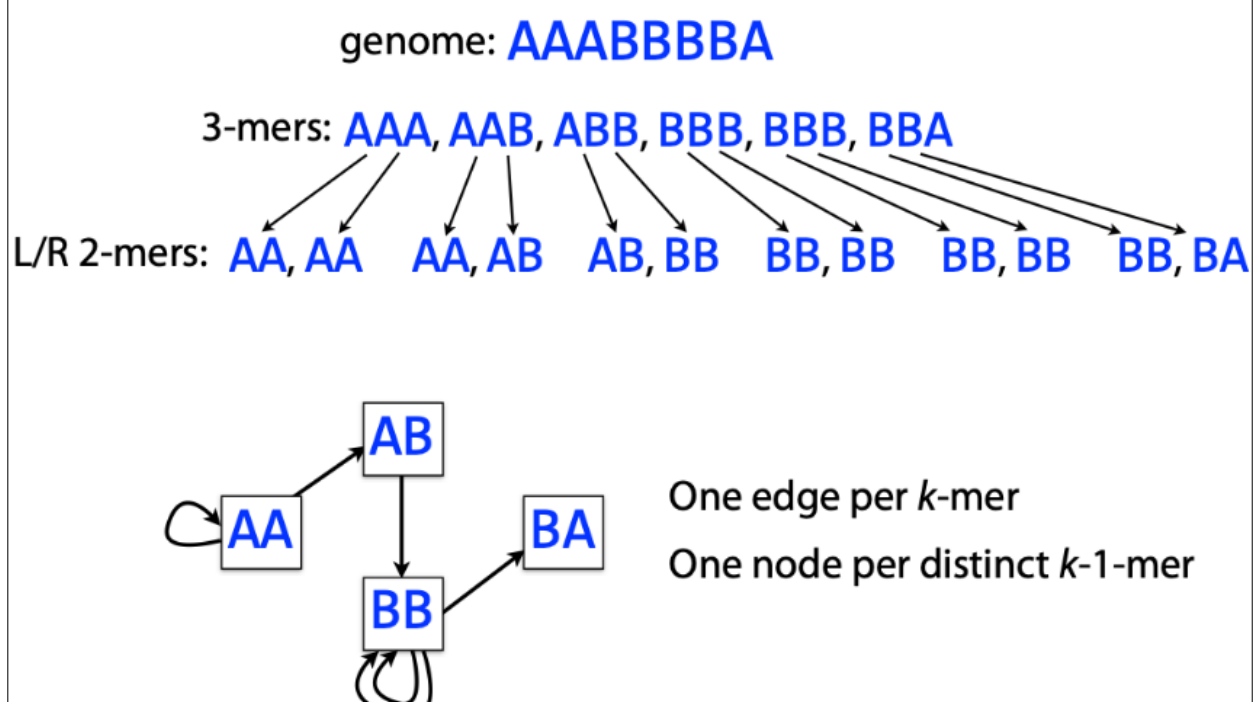 genome: AAABBBBA
3-mers: AAA, AAB, ABB, BBB, BBB, BBA
L/R 2-mers: AA, AA AA, AB AB, BB BB, BB BB, BB BB, BA
AB
AA
BA
BB
One edge per k-mer
One node per distinct k-1-mer